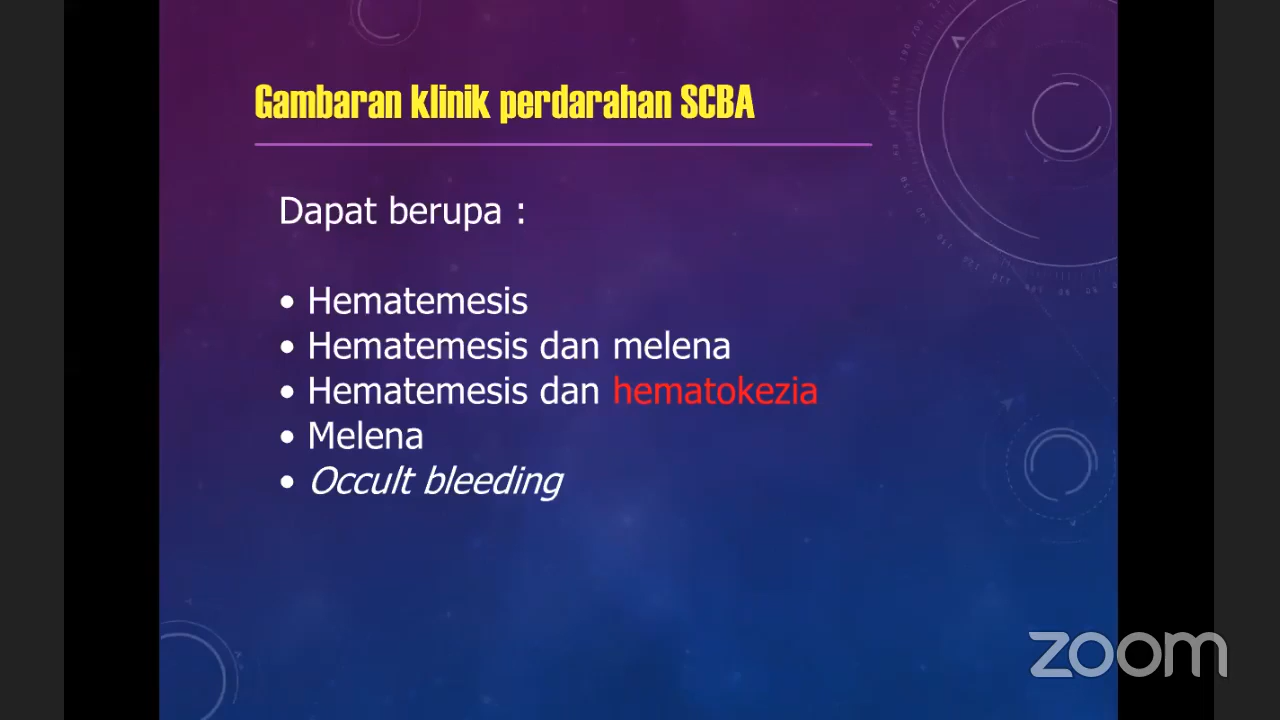 Gambaran klinik perdarahan SCBA
Dapat berupa :
• Hematemesis
• Hematemesis dan melena
• Hematemesis dan hematokezia
• Melena
• Occult bleeding
zoom